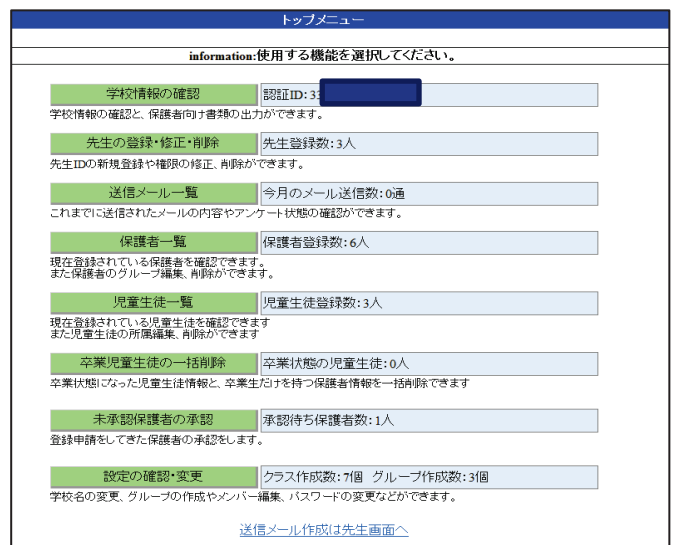 トップメニュー
information:使用する機能を選択してください。
学校情報の確認 認証ID:33
学校情報の確認と、保護者向け書類の出力ができます。
先生の登録・修正・削除 先生登録数:3人
先生IDの新規登録や権限の修正、削除ができます。
送信メール一覧 今月のメール送信数:0通
これまでに送信されたメールの内容やアンケート状態の確認ができます。
保護者一覧 保護者登録数:6人
現在登録されている保護者を確認できます。
また保護者のグループ編集、削除ができます。
児童生徒一覧 児童生徒登録数:3人
現在登録されている児童生徒を確認できます
また児童生徒の所属編集、削除ができます
卒業児童生徒の一括削除 卒業状態の児童生徒:0人
卒業状態になった児童生徒情報と、卒業生だけを持つ保護者情報を一括削除できます
未承認保護者の承認 承認待ち保護者数:1人
登録申請をしてきた保護者の承認をします。
設定の確認・変更 クラス作成数:7個 グループ作成数:3個
学校名の変更、グループの作成やメンバー編集、パスワードの変更などができます。
送信メール作成は先生画面へ